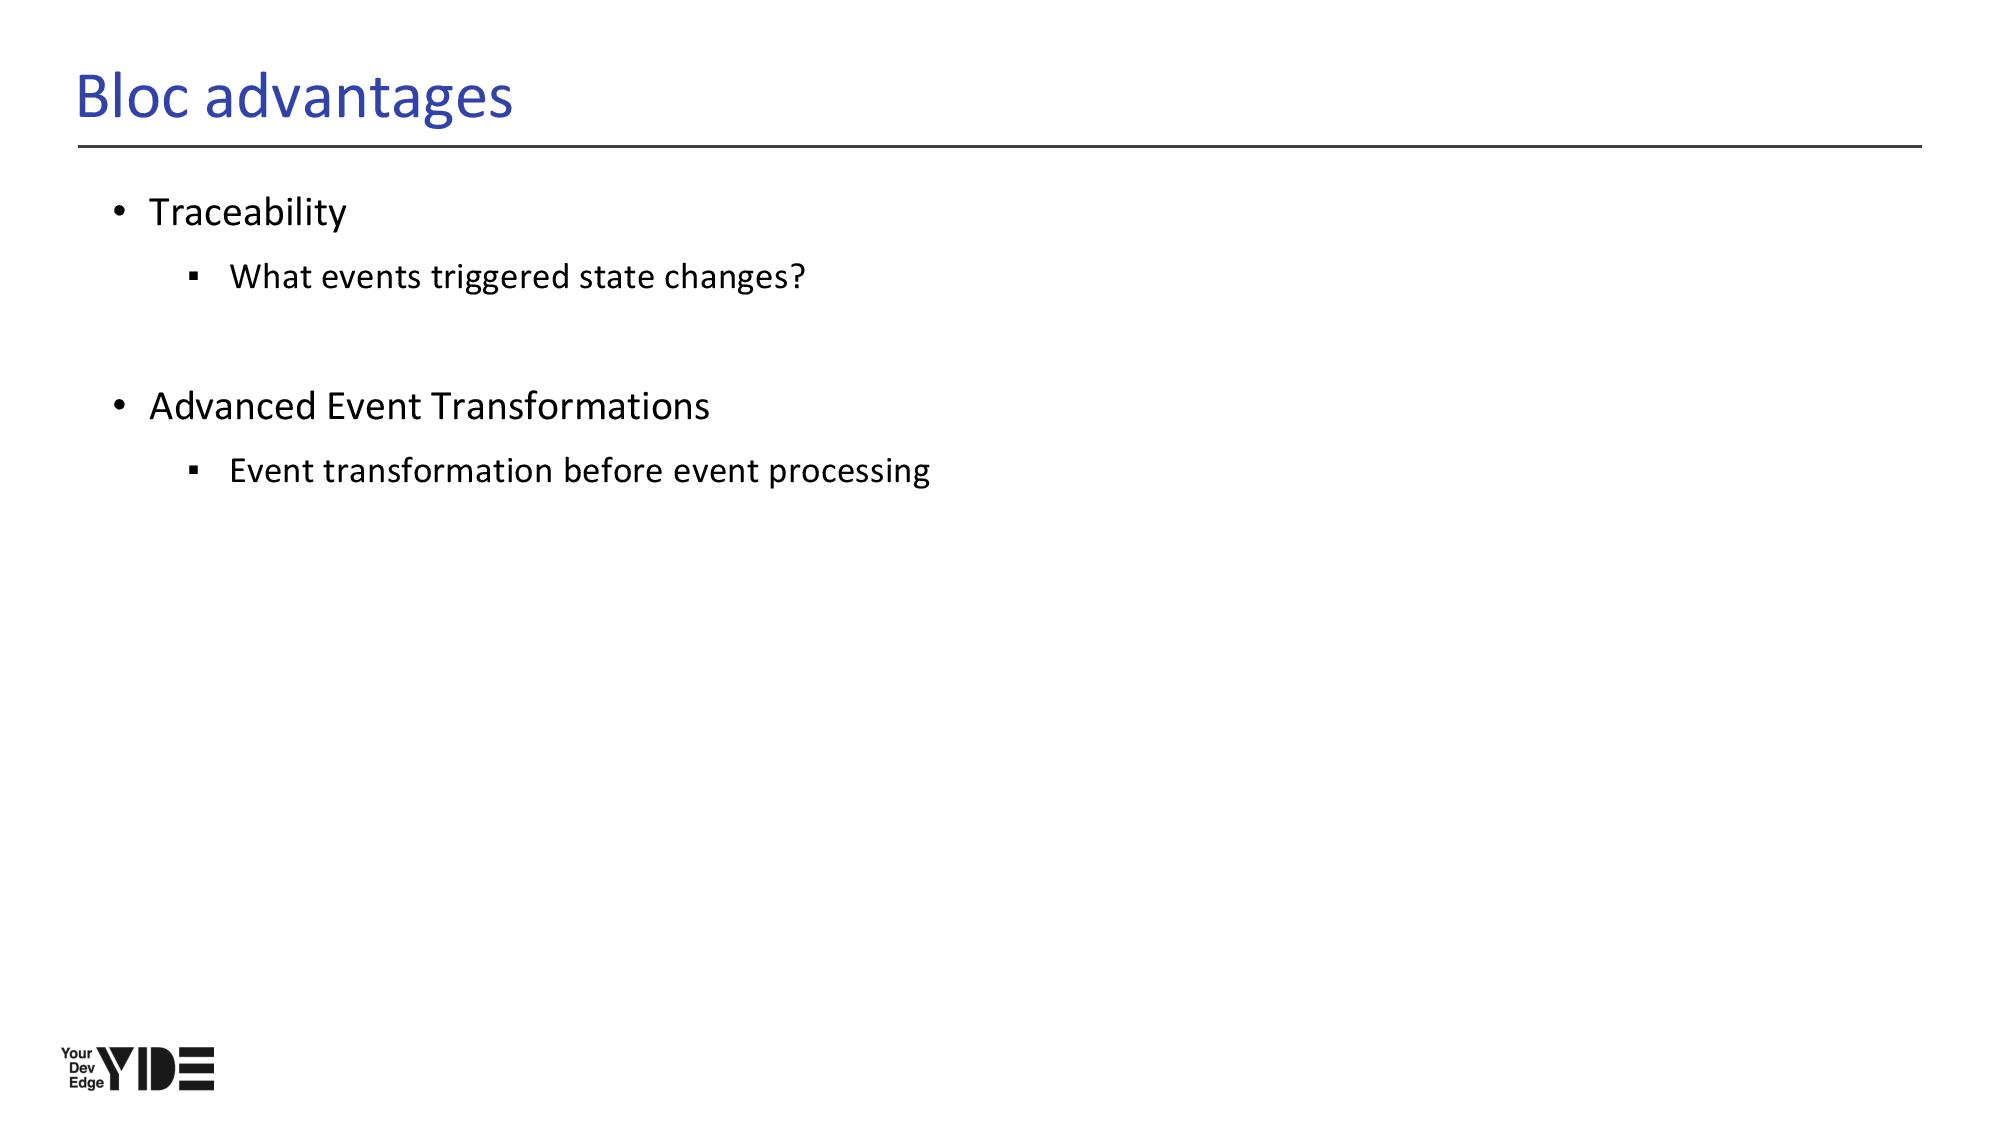 Bloc advantages
• Traceability
▪ What events triggered state changes?
• Advanced Event Transformations
▪ Event transformation before event processing
Your
Dev
Edge
YDE